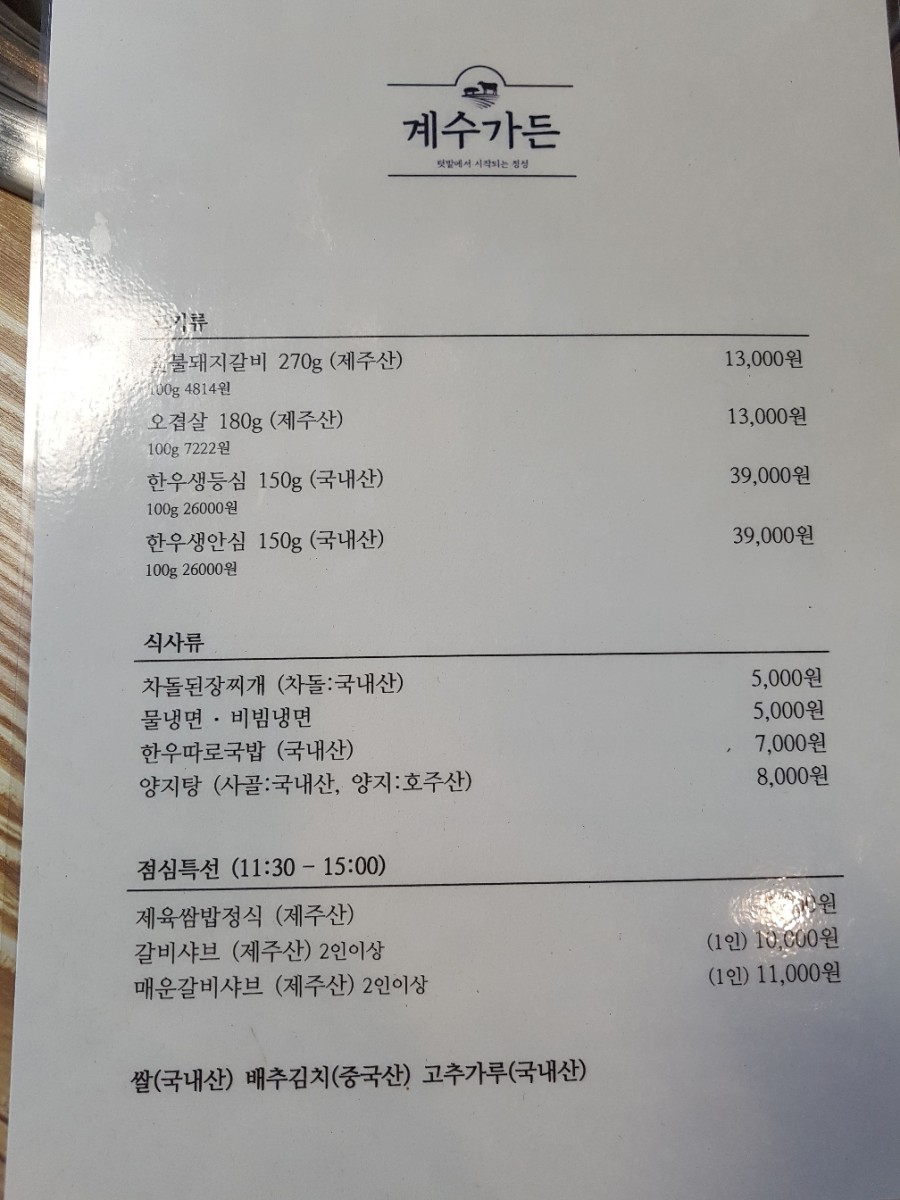 계수가든
텃밭에서 시작되는 정성
고기류
불돼지갈비 270g (제주산) 13,000원
100g 4814원
오겹살 180g (제주산) 13,000원
100g 7222원
한우생등심 150g (국내산) 39,000원
100g 26000원
한우생안심 150g (국내산) 39,000원
100g 26000원
식사류
차돌된장찌개 (차돌:국내산) 5,000원
물냉면 · 비빔냉면 5,000원
한우따로국밥 (국내산) 7,000원
양지탕 (사골:국내산, 양지:호주산) 8,000원
점심특선 (11:30 - 15:00)
제육쌈밥정식 (제주산)
갈비샤브 (제주산) 2인이상 (1인) 10,000원
매운갈비샤브 (제주산) 2인이상 (1인) 11,000원
쌀(국내산) 배추김치(중국산) 고추가루(국내산)